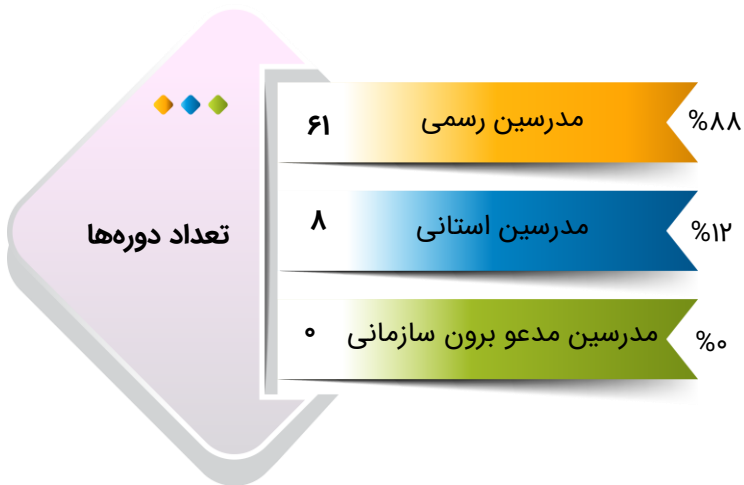 تعداد دوره‌ها
%۸۸ مدرسین رسمی ۶۱
%۱۲ مدرسین استانی ۸
%۰ مدرسین مدعو برون سازمانی ۰